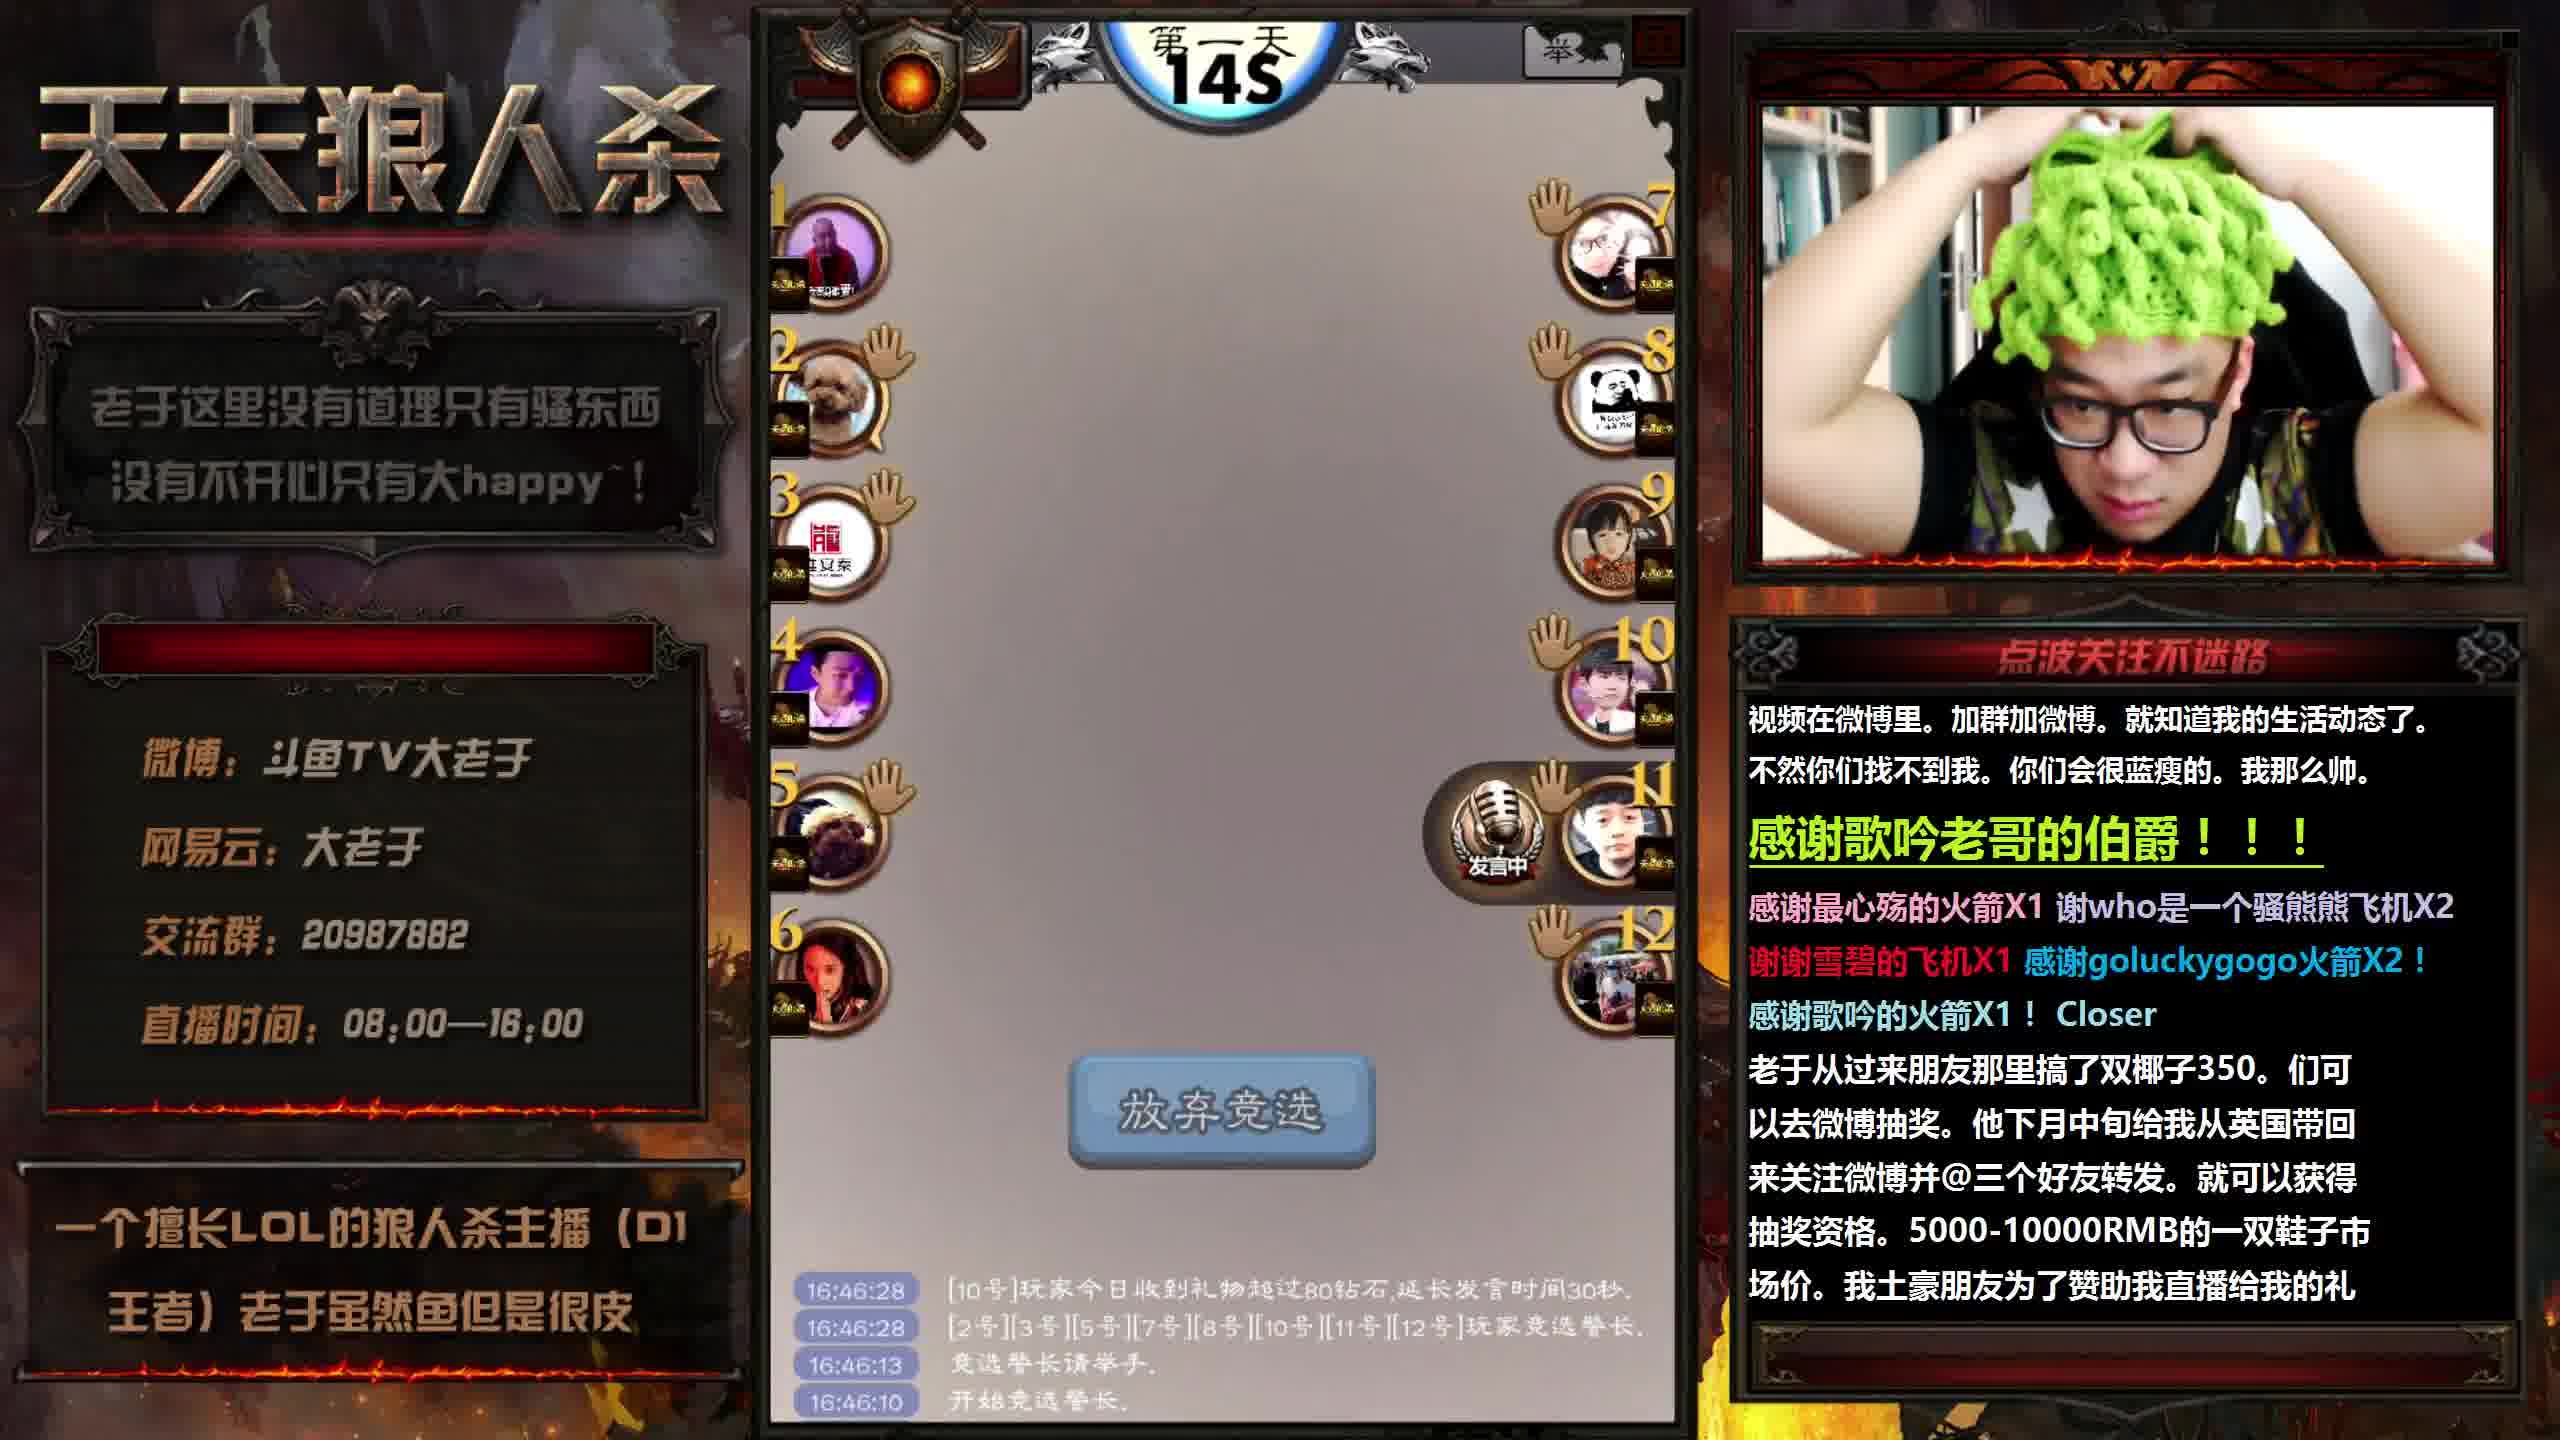 天天狼人杀
老于这里没有道理只有骚东西
没有不开心只有大happy~！
微博：斗鱼TV大老于
网易云：大老于
交流群：20987882
直播时间：08:00—16:00
一个擅长LOL的狼人杀主播（D1
王者）老于虽然鱼但是很皮
第一天
14S
举
1
2
3
4
5
6
7
8
9
10
11
12
发言中
放弃竞选
16:46:28 [10号]玩家今日收到礼物超过80钻石,延长发言时间30秒.
16:46:28 [2号][3号][5号][7号][8号][10号][11号][12号]玩家竞选警长.
16:46:13 竞选警长请举手.
16:46:10 开始竞选警长.
点波关注不迷路
视频在微博里。加群加微博。就知道我的生活动态了。
不然你们找不到我。你们会很蓝瘦的。我那么帅。
感谢歌吟老哥的伯爵！！！
感谢最心殇的火箭X1 谢who是一个骚熊熊飞机X2
谢谢雪碧的飞机X1 感谢goluckygogo火箭X2！
感谢歌吟的火箭X1！ Closer
老于从过来朋友那里搞了双椰子350。们可
以去微博抽奖。他下月中旬给我从英国带回
来关注微博并@三个好友转发。就可以获得
抽奖资格。5000-10000RMB的一双鞋子市
场价。我土豪朋友为了赞助我直播给我的礼